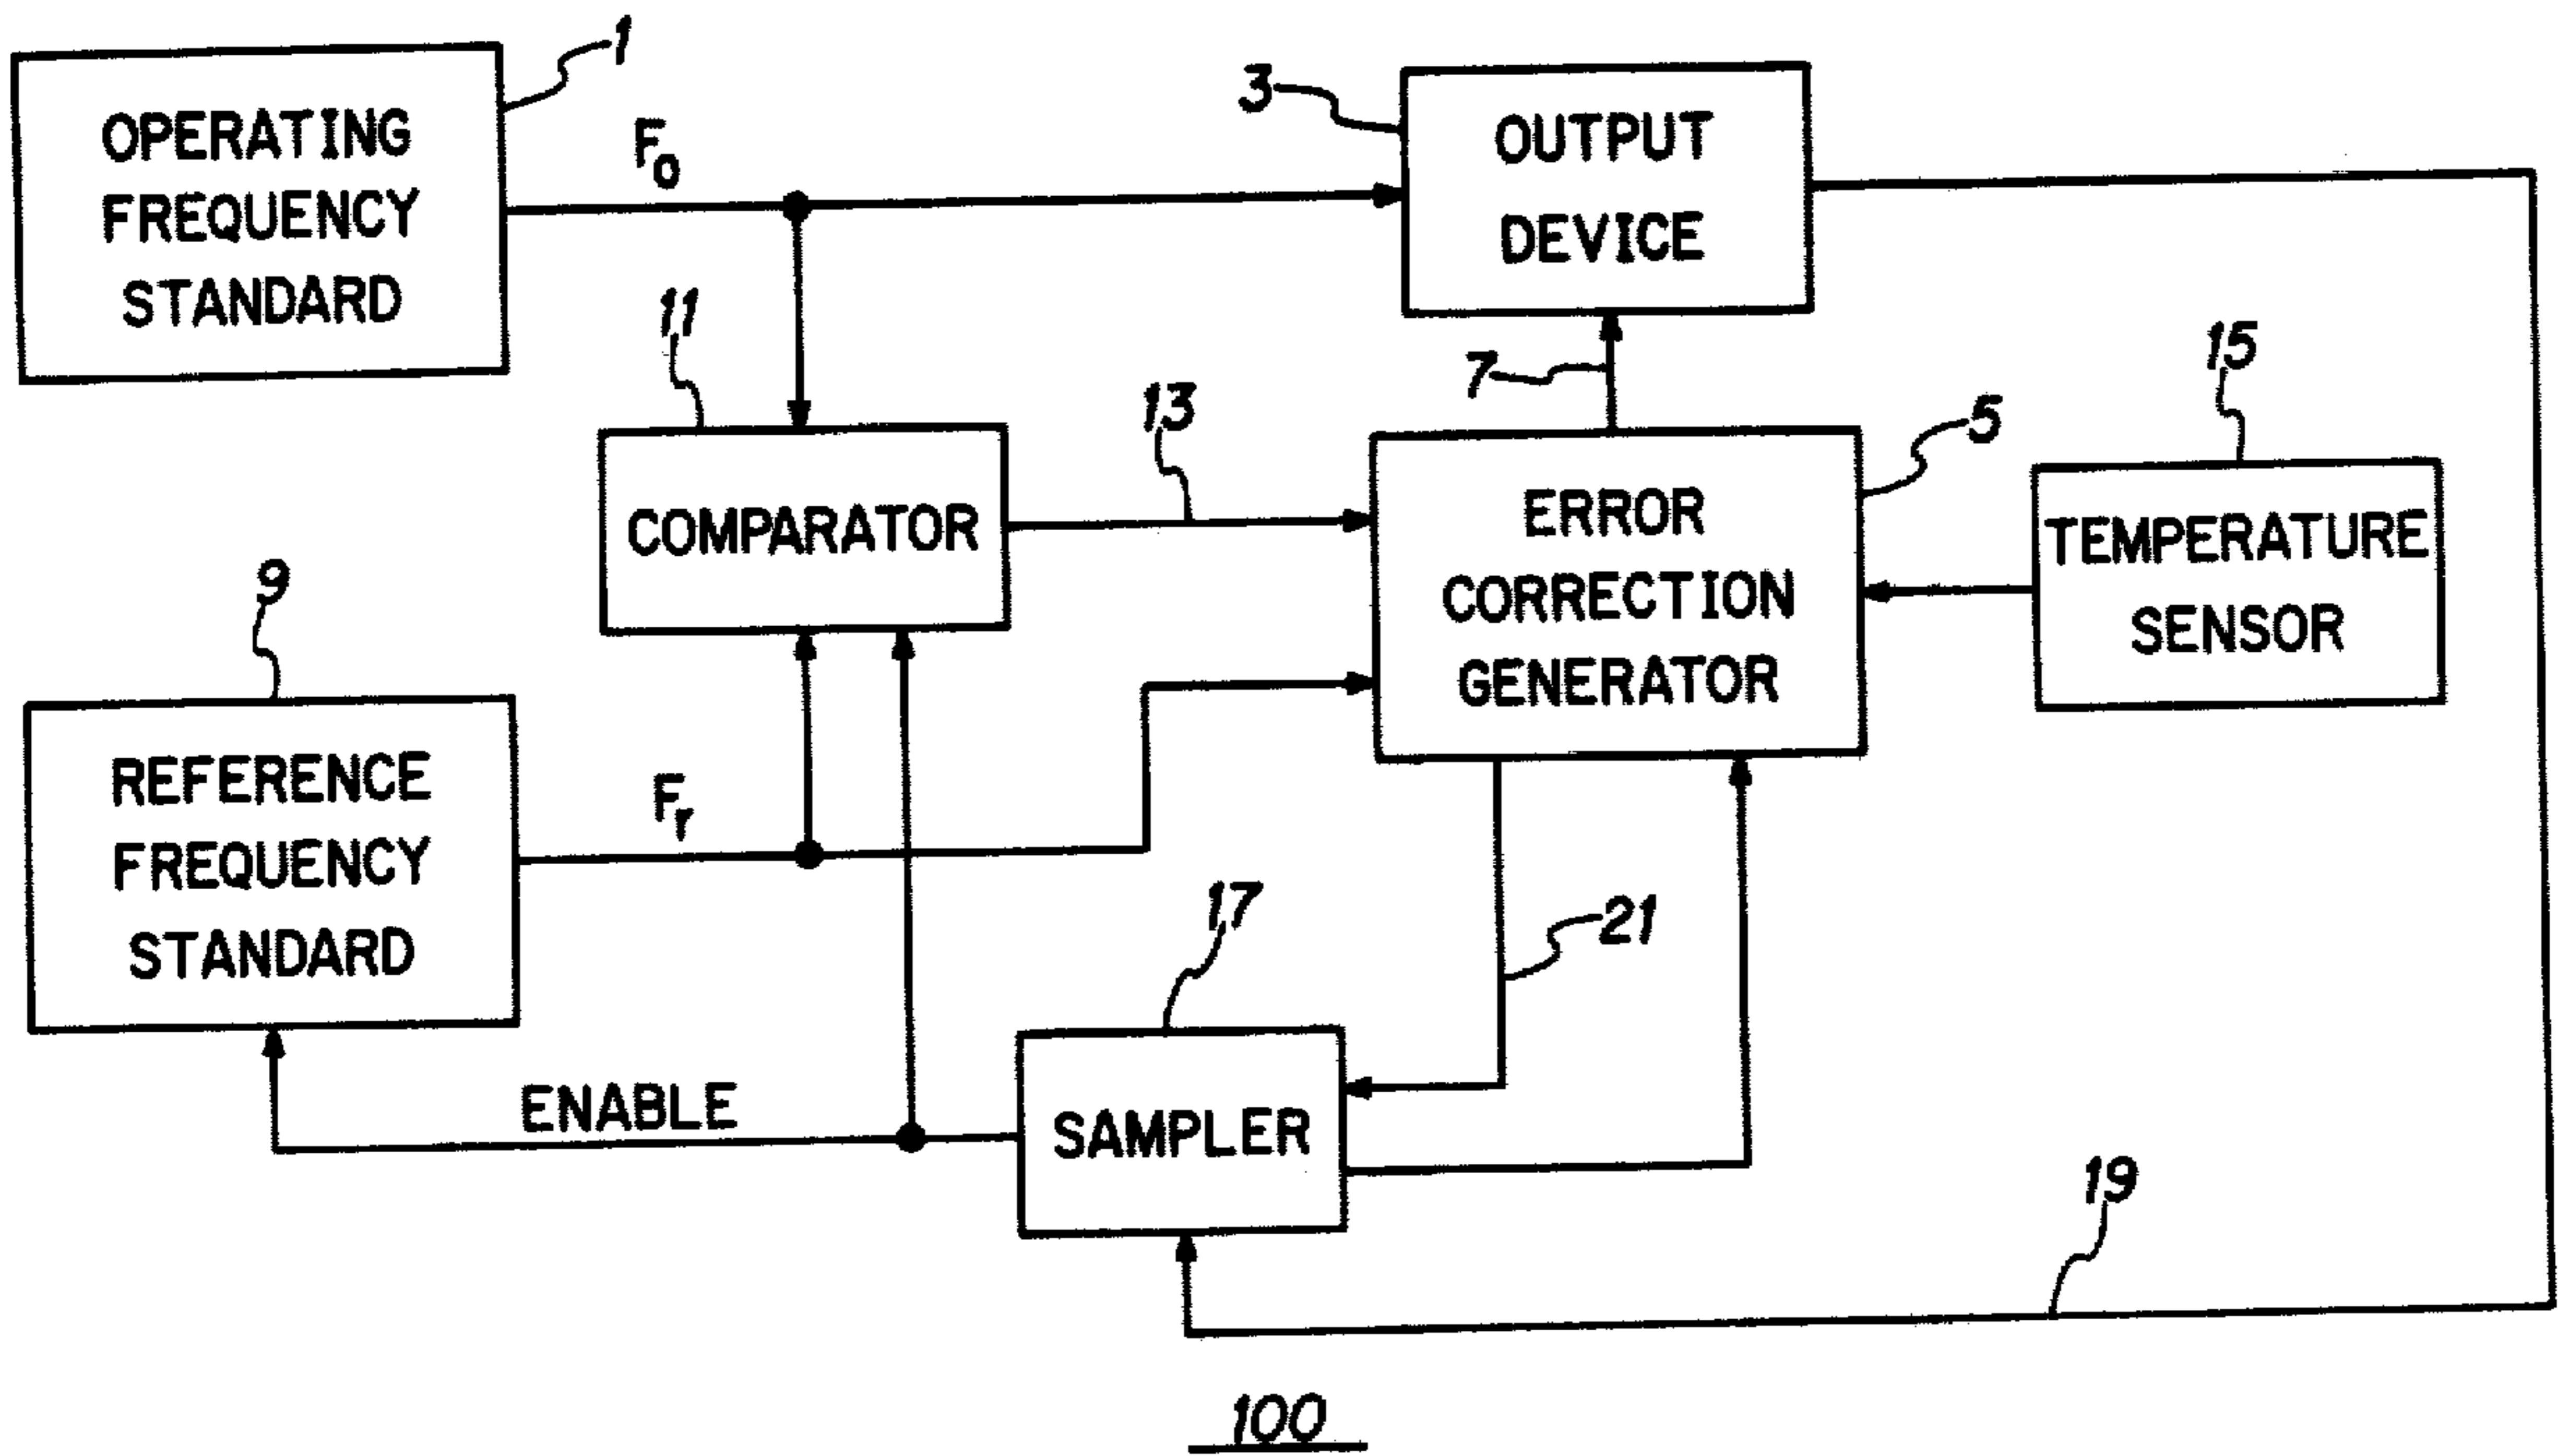 1
OPERATING
FREQUENCY
STANDARD
Fo
3
OUTPUT
DEVICE
11
COMPARATOR
13
7
5
ERROR
CORRECTION
GENERATOR
15
TEMPERATURE
SENSOR
9
REFERENCE
FREQUENCY
STANDARD
Fr
17
21
ENABLE
SAMPLER
19
100